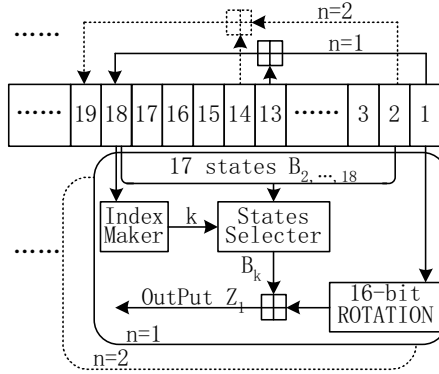 n=2
……
n=1
…… 19 18 17 16 15 14 13 …… 3 2 1
17 states B2,…,18
Index Maker
k
States Selecter
……
Bk
OutPut Z1
16-bit ROTATION
n=1
n=2